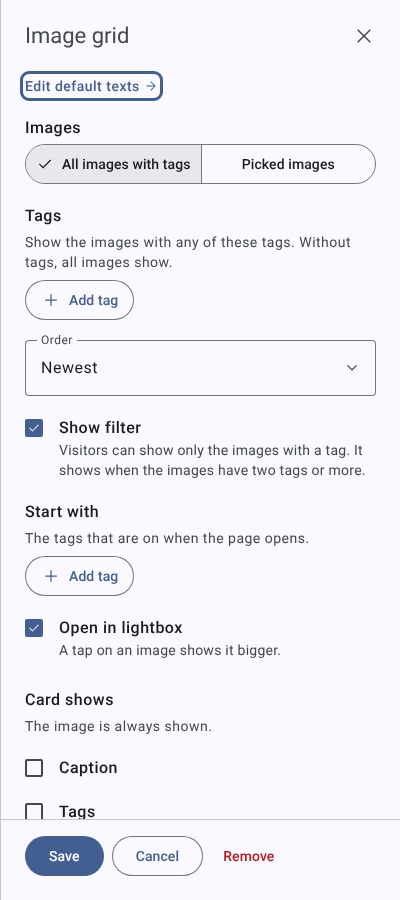 Image grid
Edit default texts
Images
All images with tags
Picked images
Tags
Show the images with any of these tags. Without
tags, all images show.
Add tag
Order
Newest
Show filter
Visitors can show only the images with a tag. It
shows when the images have two tags or more.
Start with
The tags that are on when the page opens.
Add tag
Open in lightbox
A tap on an image shows it bigger.
Card shows
The image is always shown.
Caption
Tags
Save
Cancel
Remove